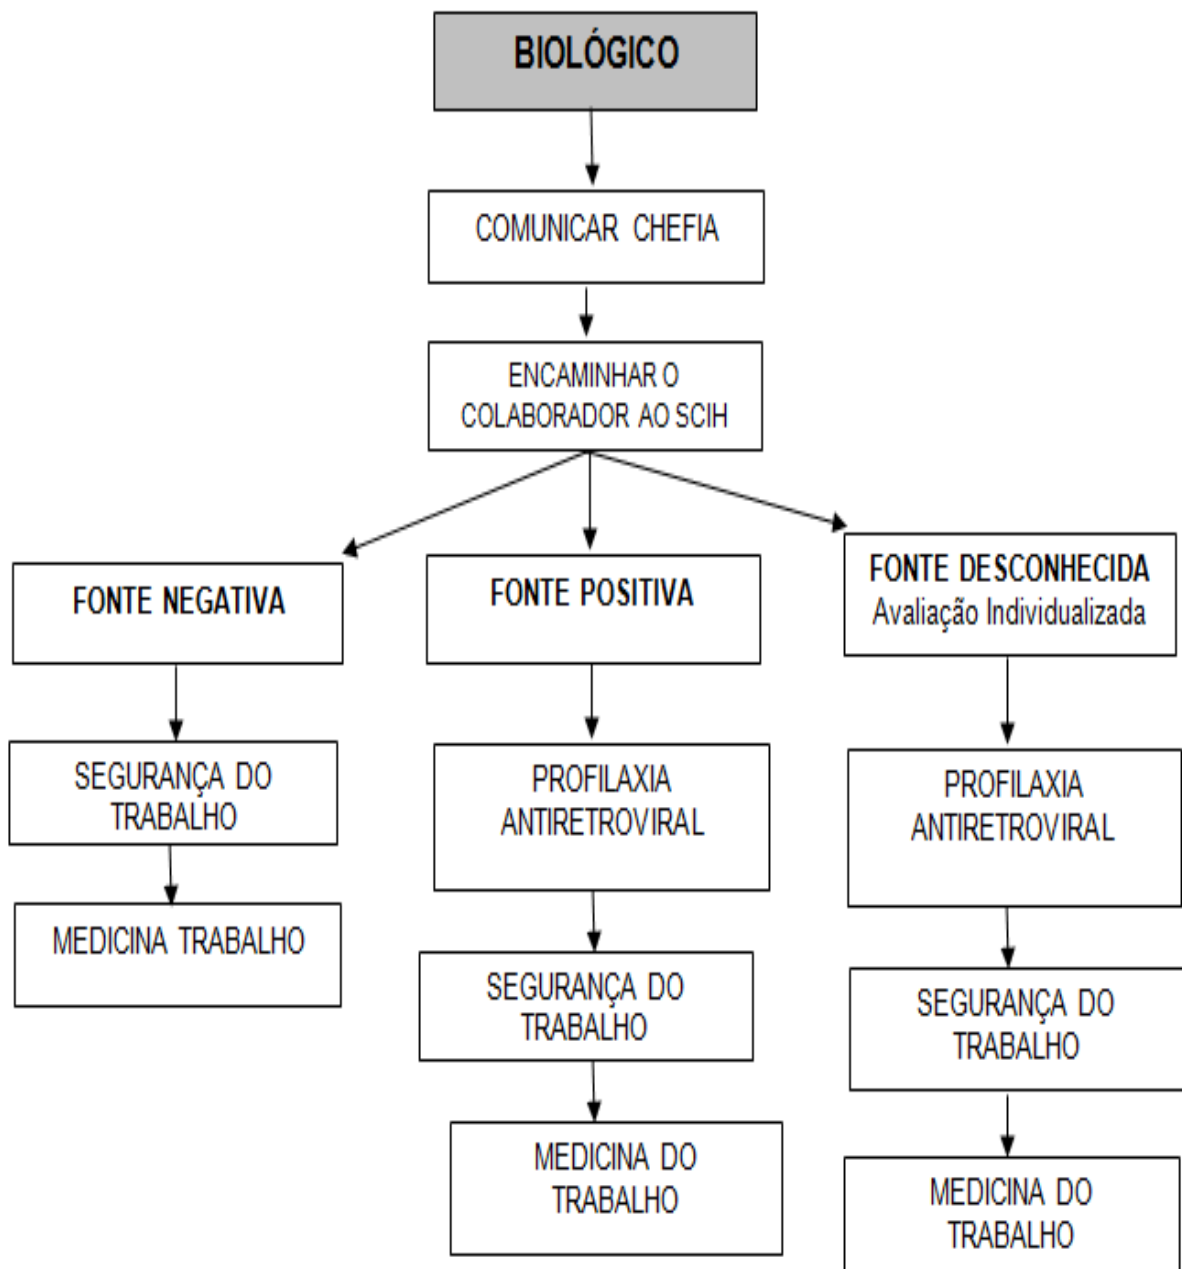 BIOLÓGICO
COMUNICAR CHEFIA
ENCAMINHAR O
COLABORADOR AO SCIH
FONTE NEGATIVA
SEGURANÇA DO
TRABALHO
MEDICINA TRABALHO
FONTE POSITIVA
PROFILAXIA
ANTIRETROVIRAL
SEGURANÇA DO
TRABALHO
MEDICINA DO
TRABALHO
FONTE DESCONHECIDA
Avaliação Individualizada
PROFILAXIA
ANTIRETROVIRAL
SEGURANÇA DO
TRABALHO
MEDICINA DO
TRABALHO